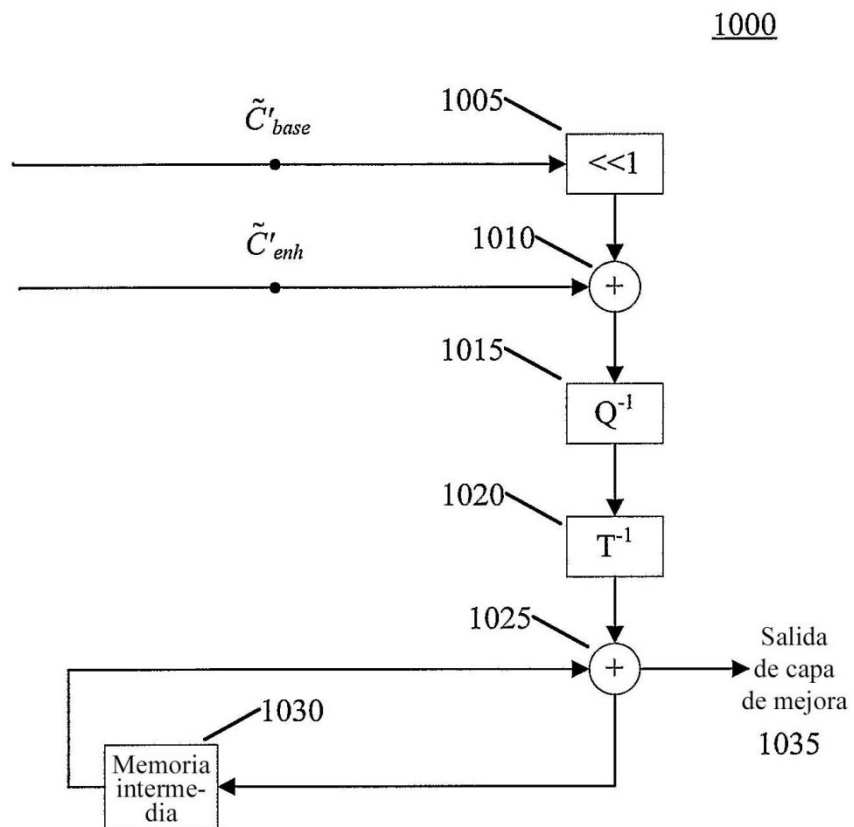 1000
1005
C̃'base
<<1
1010
C̃'enh
+
1015
Q⁻¹
1020
T⁻¹
1025
+
Salida
de capa
de mejora
1035
1030
Memoria
interme-
dia